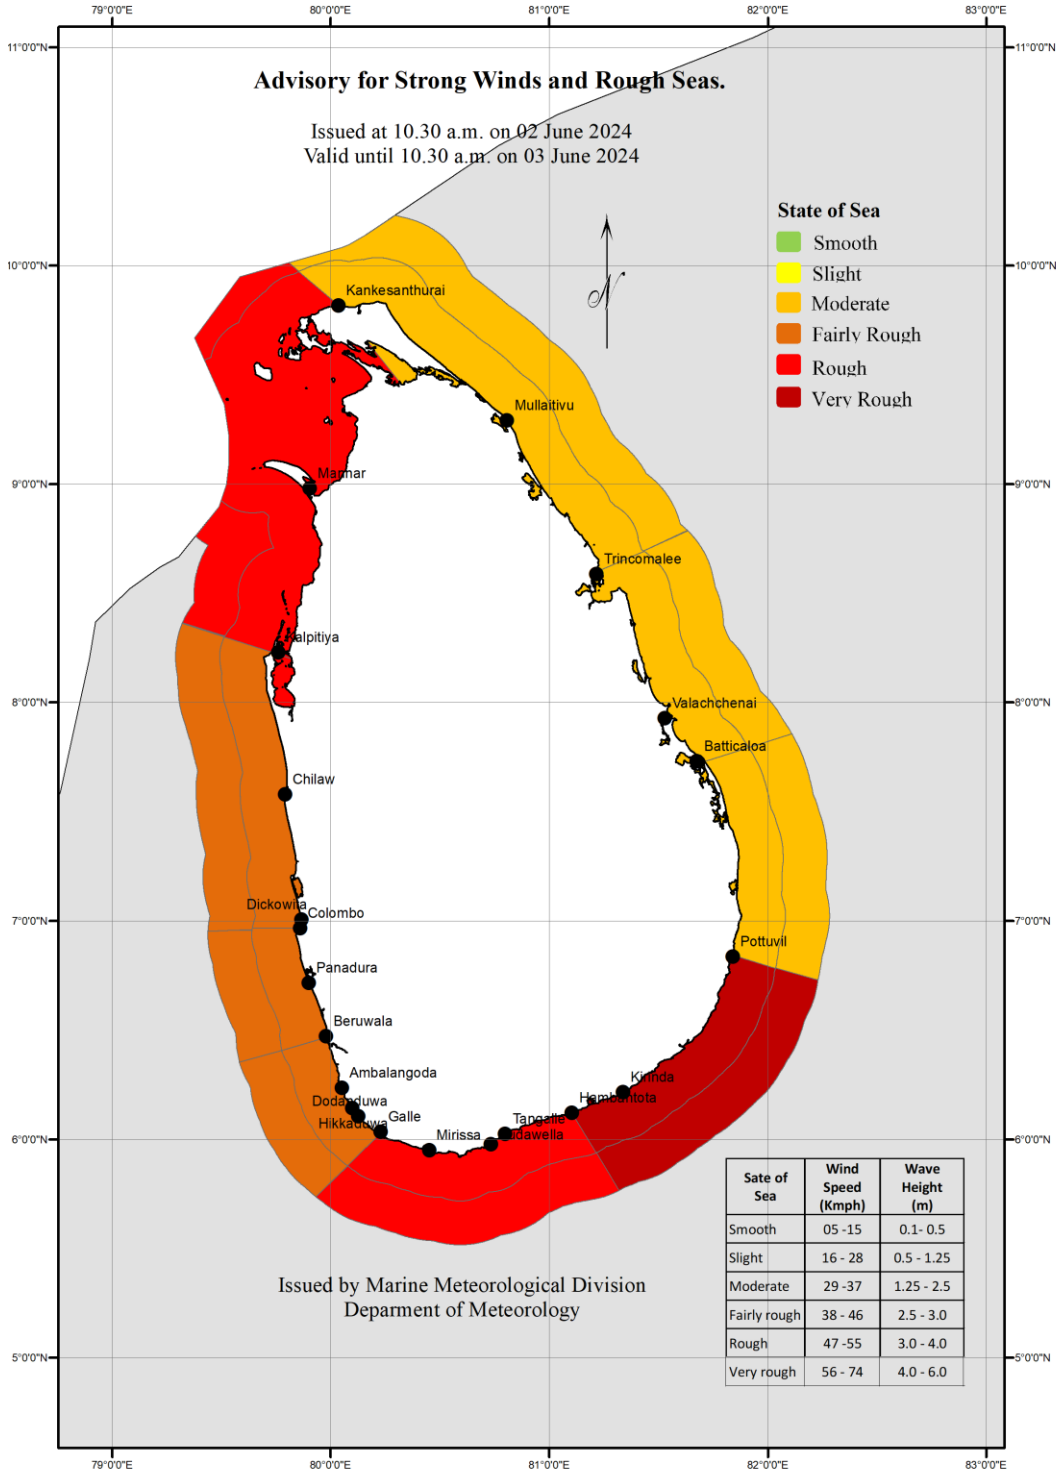 79°0'0"E 80°0'0"E 81°0'0"E 82°0'0"E 83°0'0"E
11°0'0"N 11°0'0"N
Advisory for Strong Winds and Rough Seas.
Issued at 10.30 a.m. on 02 June 2024
Valid until 10.30 a.m. on 03 June 2024
N
State of Sea
Smooth
Slight
Moderate
Fairly Rough
Rough
Very Rough
10°0'0"N 10°0'0"N
Kankesanthurai
Mullaitivu
Mannar
9°0'0"N 9°0'0"N
Trincomalee
Kalpitiya
8°0'0"N 8°0'0"N
Valachchenai
Batticaloa
Chilaw
Dickowita
Colombo
7°0'0"N 7°0'0"N
Pottuvil
Panadura
Beruwala
Ambalangoda
Kirinda
Dodanduwa
Hambantota
Hikkaduwa
Galle
Tangalle
Mirissa
6°0'0"N 6°0'0"N
Sate of Sea Wind Speed (Kmph) Wave Height (m)
Smooth 05 -15 0.1- 0.5
Slight 16 - 28 0.5 - 1.25
Moderate 29 -37 1.25 - 2.5
Fairly rough 38 - 46 2.5 - 3.0
Rough 47 -55 3.0 - 4.0
Very rough 56 - 74 4.0 - 6.0
Issued by Marine Meteorological Division
Deparment of Meteorology
5°0'0"N 5°0'0"N
79°0'0"E 80°0'0"E 81°0'0"E 82°0'0"E 83°0'0"E